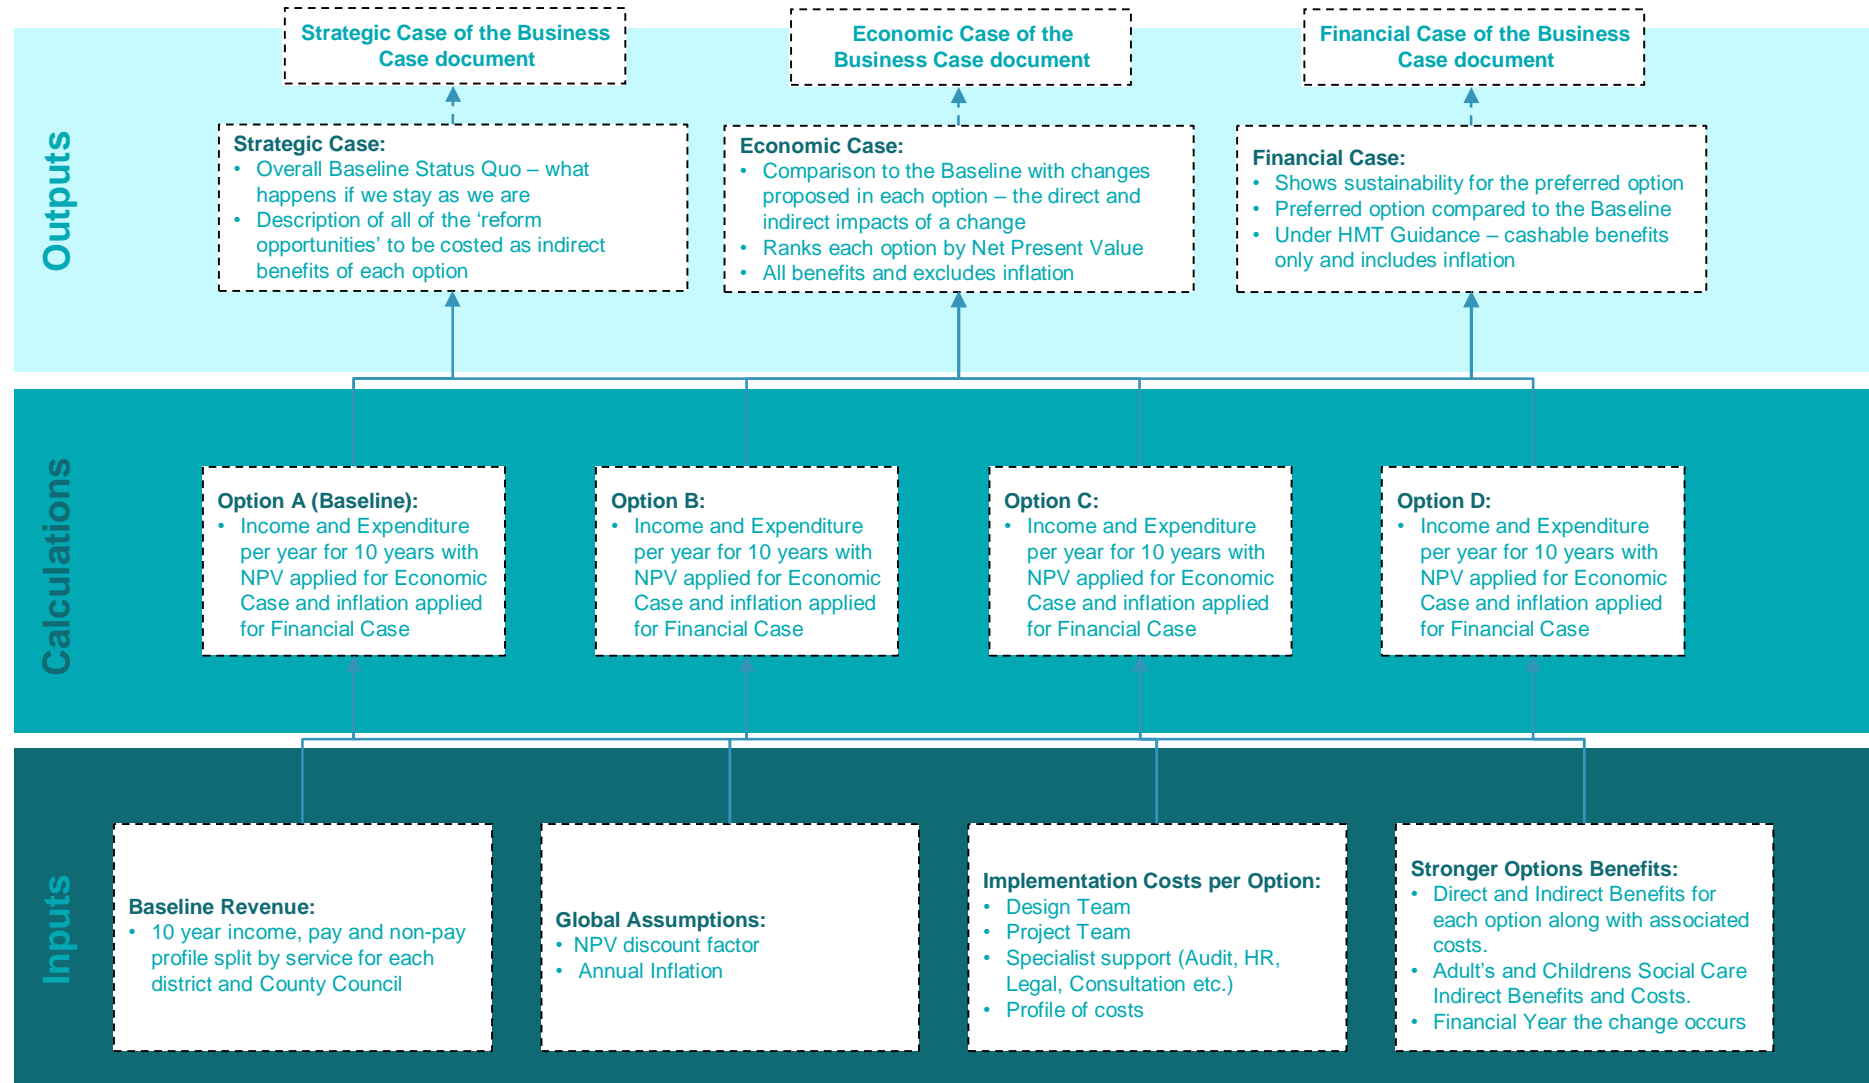 Outputs
Strategic Case of the Business
Case document
Economic Case of the
Business Case document
Financial Case of the Business
Case document
Strategic Case:
• Overall Baseline Status Quo – what
happens if we stay as we are
• Description of all of the ‘reform
opportunities’ to be costed as indirect
benefits of each option
Economic Case:
• Comparison to the Baseline with changes
proposed in each option – the direct and
indirect impacts of a change
• Ranks each option by Net Present Value
• All benefits and excludes inflation
Financial Case:
• Shows sustainability for the preferred option
• Preferred option compared to the Baseline
• Under HMT Guidance – cashable benefits
only and includes inflation
Calculations
Option A (Baseline):
• Income and Expenditure
per year for 10 years with
NPV applied for Economic
Case and inflation applied
for Financial Case
Option B:
• Income and Expenditure
per year for 10 years with
NPV applied for Economic
Case and inflation applied
for Financial Case
Option C:
• Income and Expenditure
per year for 10 years with
NPV applied for Economic
Case and inflation applied
for Financial Case
Option D:
• Income and Expenditure
per year for 10 years with
NPV applied for Economic
Case and inflation applied
for Financial Case
Inputs
Baseline Revenue:
• 10 year income, pay and non-pay
profile split by service for each
district and County Council
Global Assumptions:
• NPV discount factor
• Annual Inflation
Implementation Costs per Option:
• Design Team
• Project Team
• Specialist support (Audit, HR,
Legal, Consultation etc.)
• Profile of costs
Stronger Options Benefits:
• Direct and Indirect Benefits for
each option along with associated
costs.
• Adult’s and Childrens Social Care
Indirect Benefits and Costs.
• Financial Year the change occurs